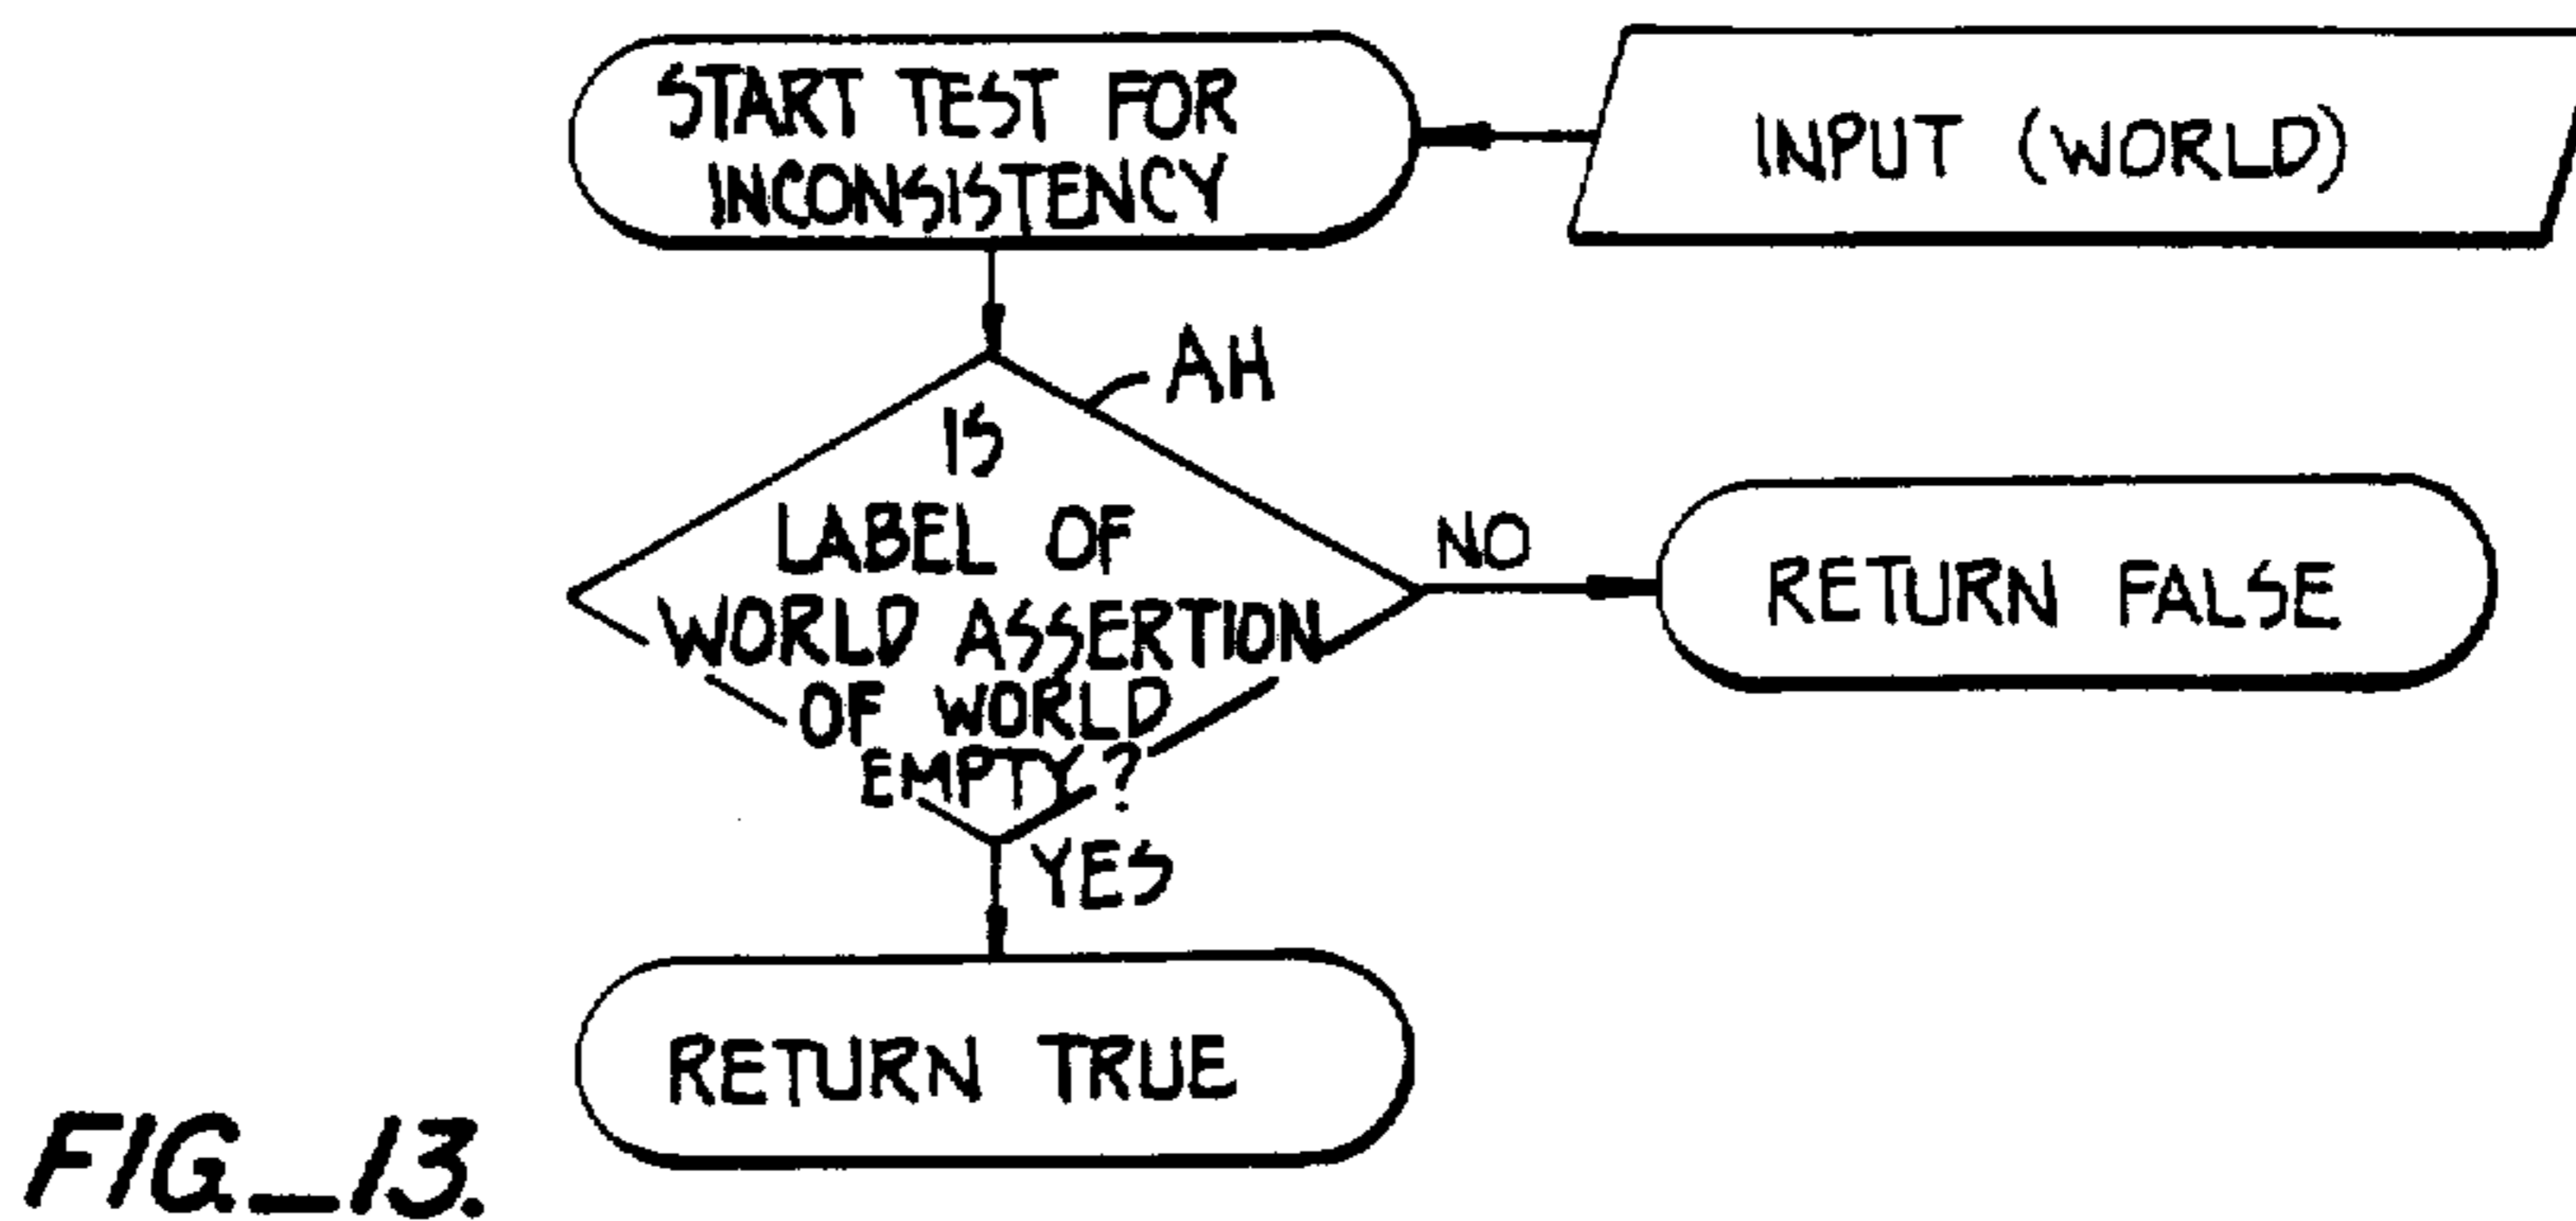 START TEST FOR
INCONSISTENCY
INPUT (WORLD)
AH
IS
LABEL OF
WORLD ASSERTION
OF WORLD
EMPTY?
NO
RETURN FALSE
YES
RETURN TRUE
FIG_13.